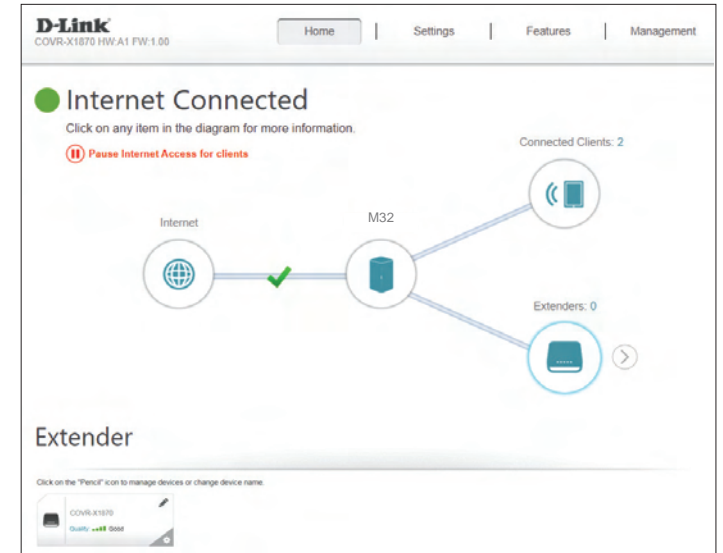 D-Link
COVR-X1870 HW:A1 FW:1.00
Home | Settings | Features | Management
Internet Connected
Click on any item in the diagram for more information.
Pause Internet Access for clients
Connected Clients: 2
Internet
M32
Extenders: 0
Extender
Click on the "Pencil" icon to manage devices or change device name.
COVR-X1870
Quality Good